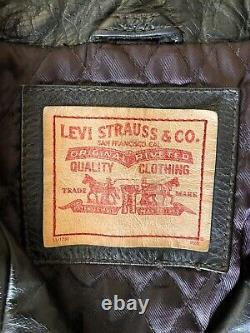 LEVI STRAUSS & CO.
SAN FRANCISCO, CAL.
ORIGINAL RIVETED
QUALITY CLOTHING
TRADE MARK